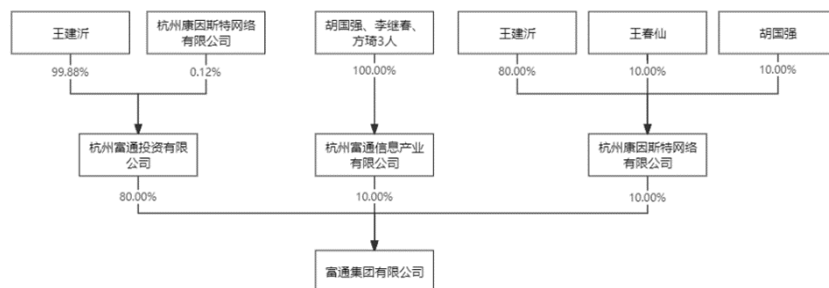 王建沂
杭州康因斯特网络
有限公司
胡国强、李继春、
方琦3人
王建沂
王春仙
胡国强
99.88%
0.12%
100.00%
80.00%
10.00%
10.00%
杭州富通投资有限
公司
杭州富通信息产业
有限公司
杭州康因斯特网络
有限公司
80.00%
10.00%
10.00%
富通集团有限公司